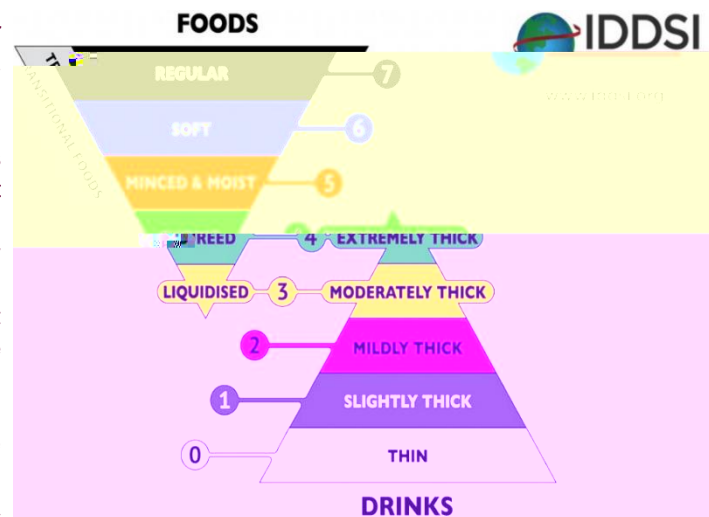 FOODS
IDDSI
REGULAR
7
SOFT
6
MINCED & MOIST
5
4 EXTREMELY THICK
LIQUIDISED 3 MODERATELY THICK
2 MILDLY THICK
1 SLIGHTLY THICK
0 THIN
DRINKS